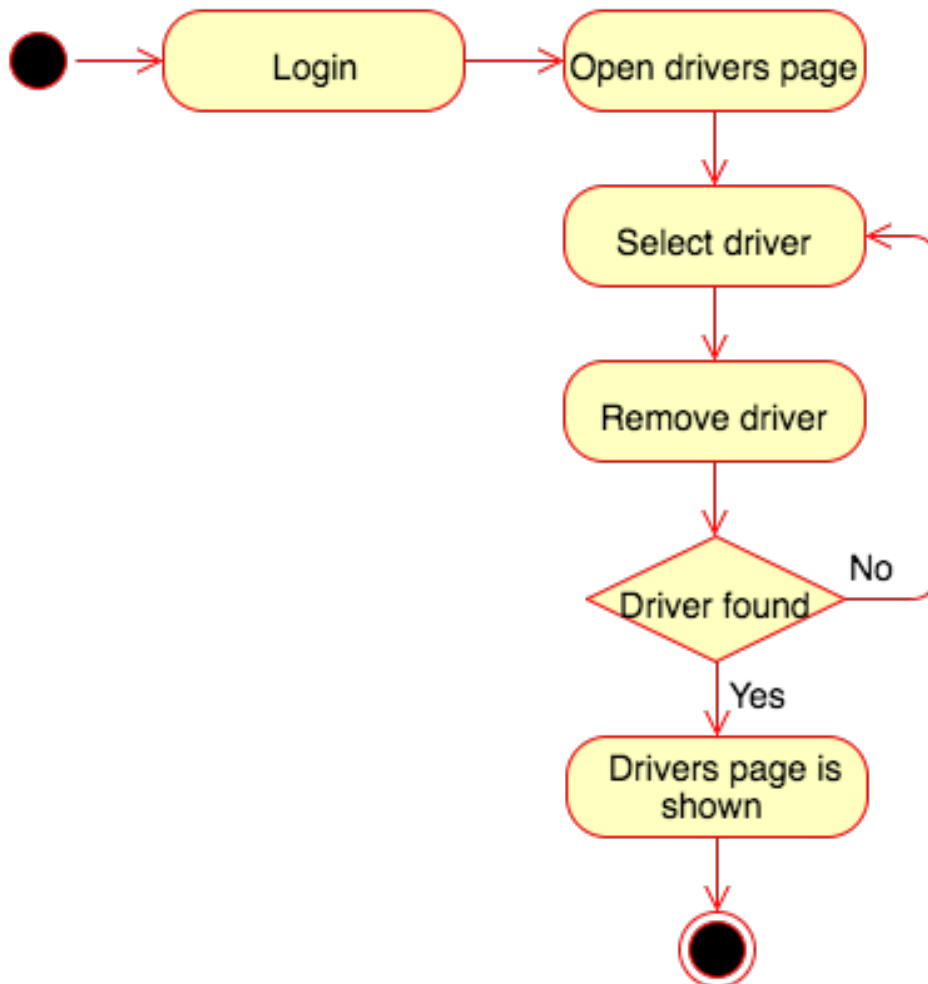 Login
Open drivers page
Select driver
Remove driver
Driver found
No
Yes
Drivers page is
shown